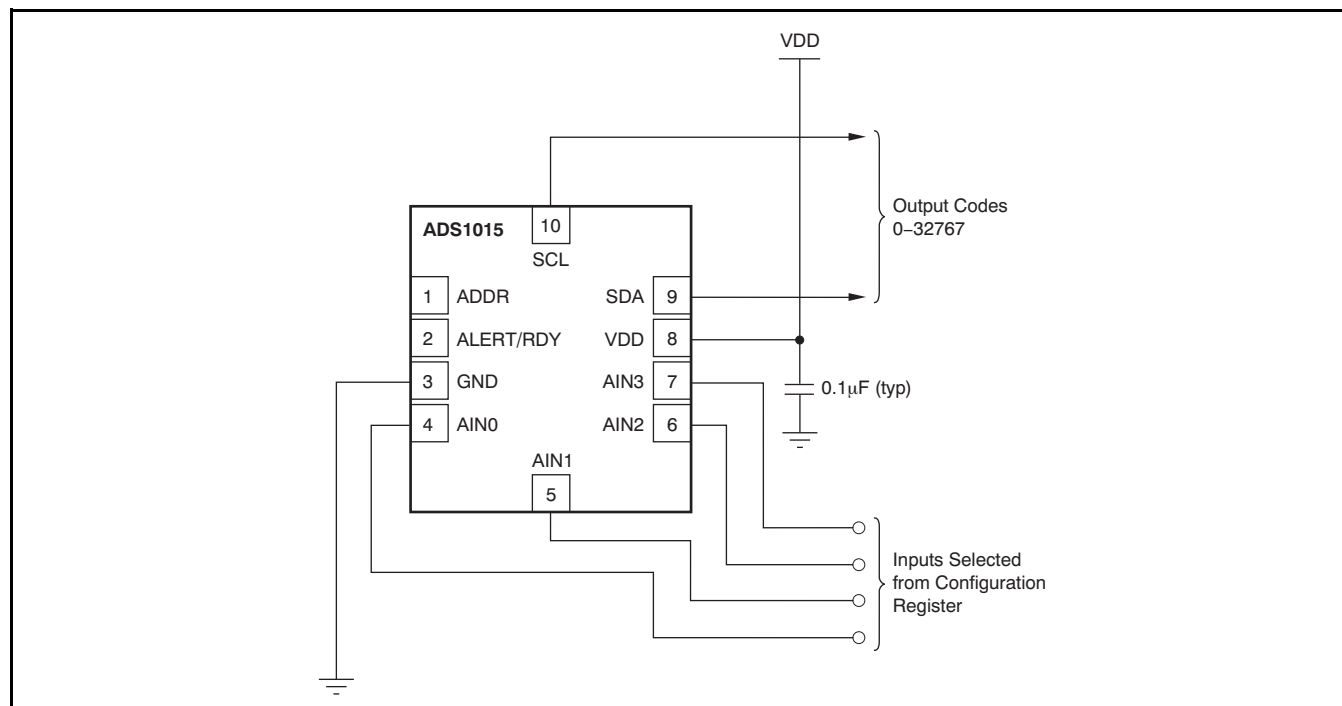 VDD
Output Codes
0–32767
ADS1015
10
SCL
1 ADDR
SDA 9
2 ALERT/RDY
VDD 8
3 GND
AIN3 7
0.1μF (typ)
4 AIN0
AIN2 6
AIN1
5
Inputs Selected
from Configuration
Register